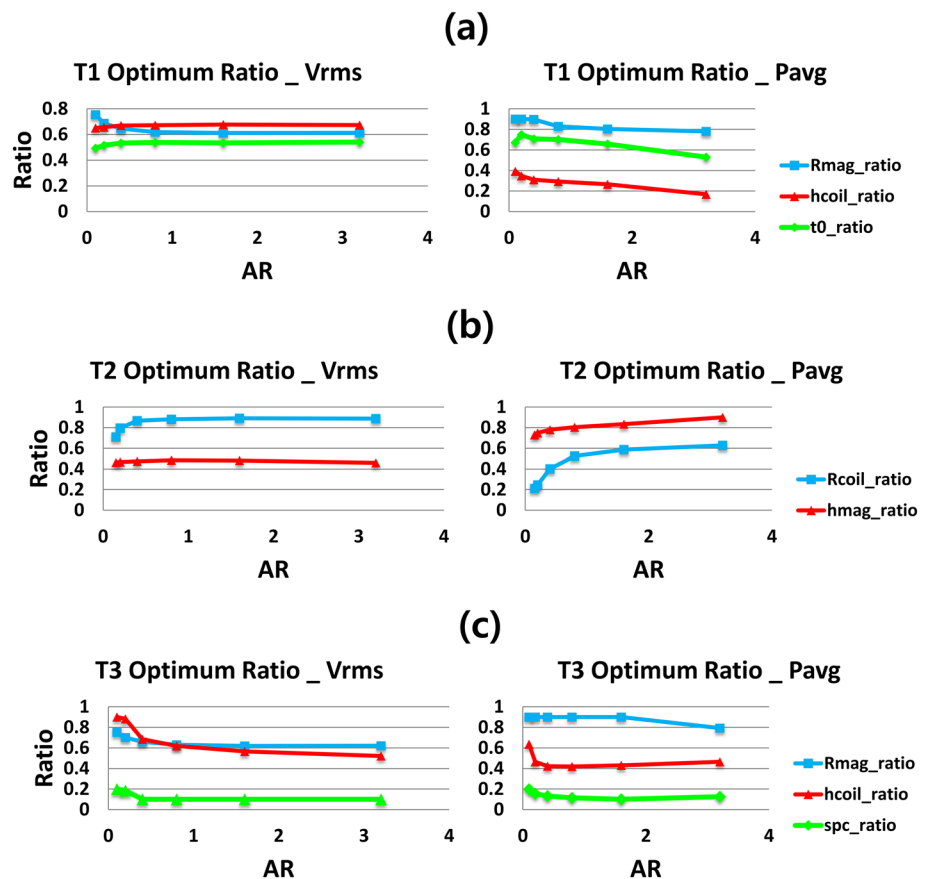 (a)
T1 Optimum Ratio _ Vrms
0.8
0.6
0.4
0.2
0
Ratio
0 1 2 3 4
AR
T1 Optimum Ratio _ Pavg
1
0.8
0.6
0.4
0.2
0
0 2 4
AR
Rmag_ratio
hcoil_ratio
t0_ratio
(b)
T2 Optimum Ratio _ Vrms
1
0.8
0.6
0.4
0.2
0
Ratio
0 1 2 3 4
AR
T2 Optimum Ratio _ Pavg
1
0.8
0.6
0.4
0.2
0
0 2 4
AR
Rcoil_ratio
hmag_ratio
(c)
T3 Optimum Ratio _ Vrms
1
0.8
0.6
0.4
0.2
0
Ratio
0 1 2 3 4
AR
T3 Optimum Ratio _ Pavg
1
0.8
0.6
0.4
0.2
0
0 2 4
AR
Rmag_ratio
hcoil_ratio
spc_ratio